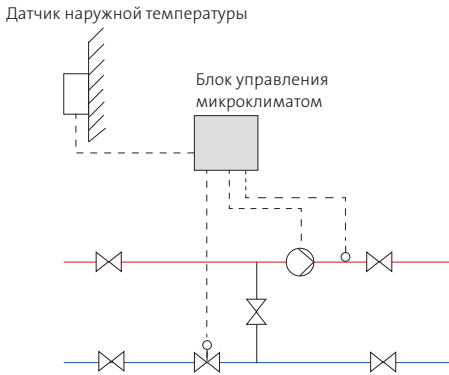 Датчик наружной температуры
Блок управления
микроклиматом